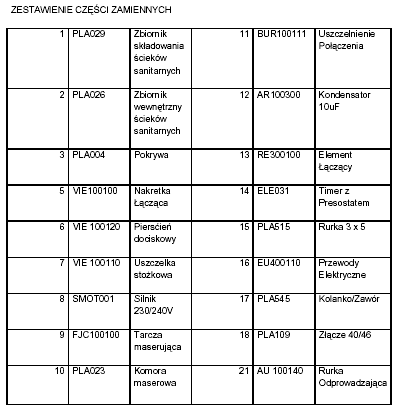 ZESTAWIENIE CZĘŚCI ZAMIENNYCH
1 PLA029 Zbiornik składowania ścieków sanitarnych 11 BUR100111 Uszczelnienie Połączenia
2 PLA026 Zbiornik wewnętrzny ścieków sanitarnych 12 AR100300 Kondensator 10uF
3 PLA004 Pokrywa 13 RE300100 Element Łączący
5 VIE100100 Nakretka Łącząca 14 ELE031 Timer z Presostatem
6 VIE 100120 Piersćień dociskowy 15 PLA515 Rurka 3 x 5
7 VIE 100110 Uszczelka stożkowa 16 EU400110 Przewody Elektryczne
8 SMOT001 Silnik 230/240V 17 PLA545 Kolanko/Zawór
9 FJC100100 Tarcza maserująca 18 PLA109 Złącze 40/46
10 PLA023 Komora maserowa 21 AU 100140 Rurka Odprowadzająca